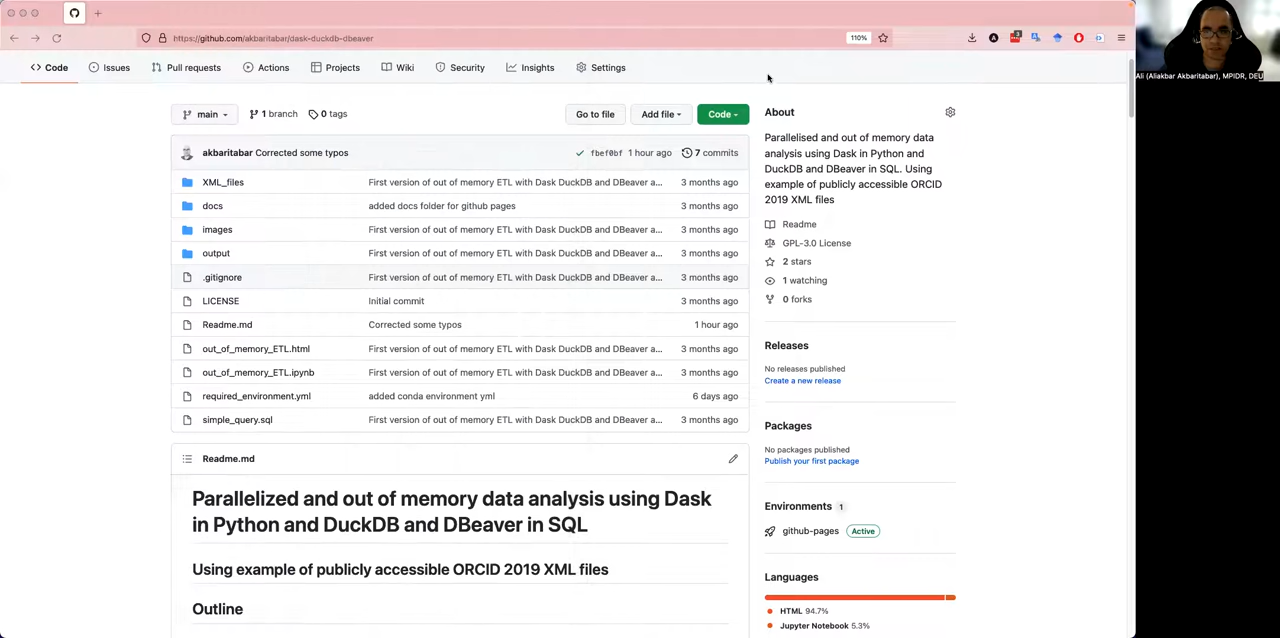 https://github.com/akbaritabar/dask-duckdb-dbeaver
110%
Ali (Aliakbar Akbaritabar), MPIDR, DEU
Code
Issues
Pull requests
Actions
Projects
Wiki
Security
Insights
Settings
main
1 branch
0 tags
Go to file
Add file
Code
akbaritabar Corrected some typos
fbef0bf 1 hour ago
7 commits
XML_files First version of out of memory ETL with Dask DuckDB and DBeaver a... 3 months ago
docs added docs folder for github pages 3 months ago
images First version of out of memory ETL with Dask DuckDB and DBeaver a... 3 months ago
output First version of out of memory ETL with Dask DuckDB and DBeaver a... 3 months ago
.gitignore First version of out of memory ETL with Dask DuckDB and DBeaver a... 3 months ago
LICENSE Initial commit 3 months ago
Readme.md Corrected some typos 1 hour ago
out_of_memory_ETL.html First version of out of memory ETL with Dask DuckDB and DBeaver a... 3 months ago
out_of_memory_ETL.ipynb First version of out of memory ETL with Dask DuckDB and DBeaver a... 3 months ago
required_environment.yml added conda environment yml 6 days ago
simple_query.sql First version of out of memory ETL with Dask DuckDB and DBeaver a... 3 months ago
Readme.md
Parallelized and out of memory data analysis using Dask
in Python and DuckDB and DBeaver in SQL
Using example of publicly accessible ORCID 2019 XML files
Outline
About
Parallelised and out of memory data
analysis using Dask in Python and
DuckDB and DBeaver in SQL. Using
example of publicly accessible ORCID
2019 XML files
Readme
GPL-3.0 License
2 stars
1 watching
0 forks
Releases
No releases published
Create a new release
Packages
No packages published
Publish your first package
Environments 1
github-pages Active
Languages
HTML 94.7%
Jupyter Notebook 5.3%